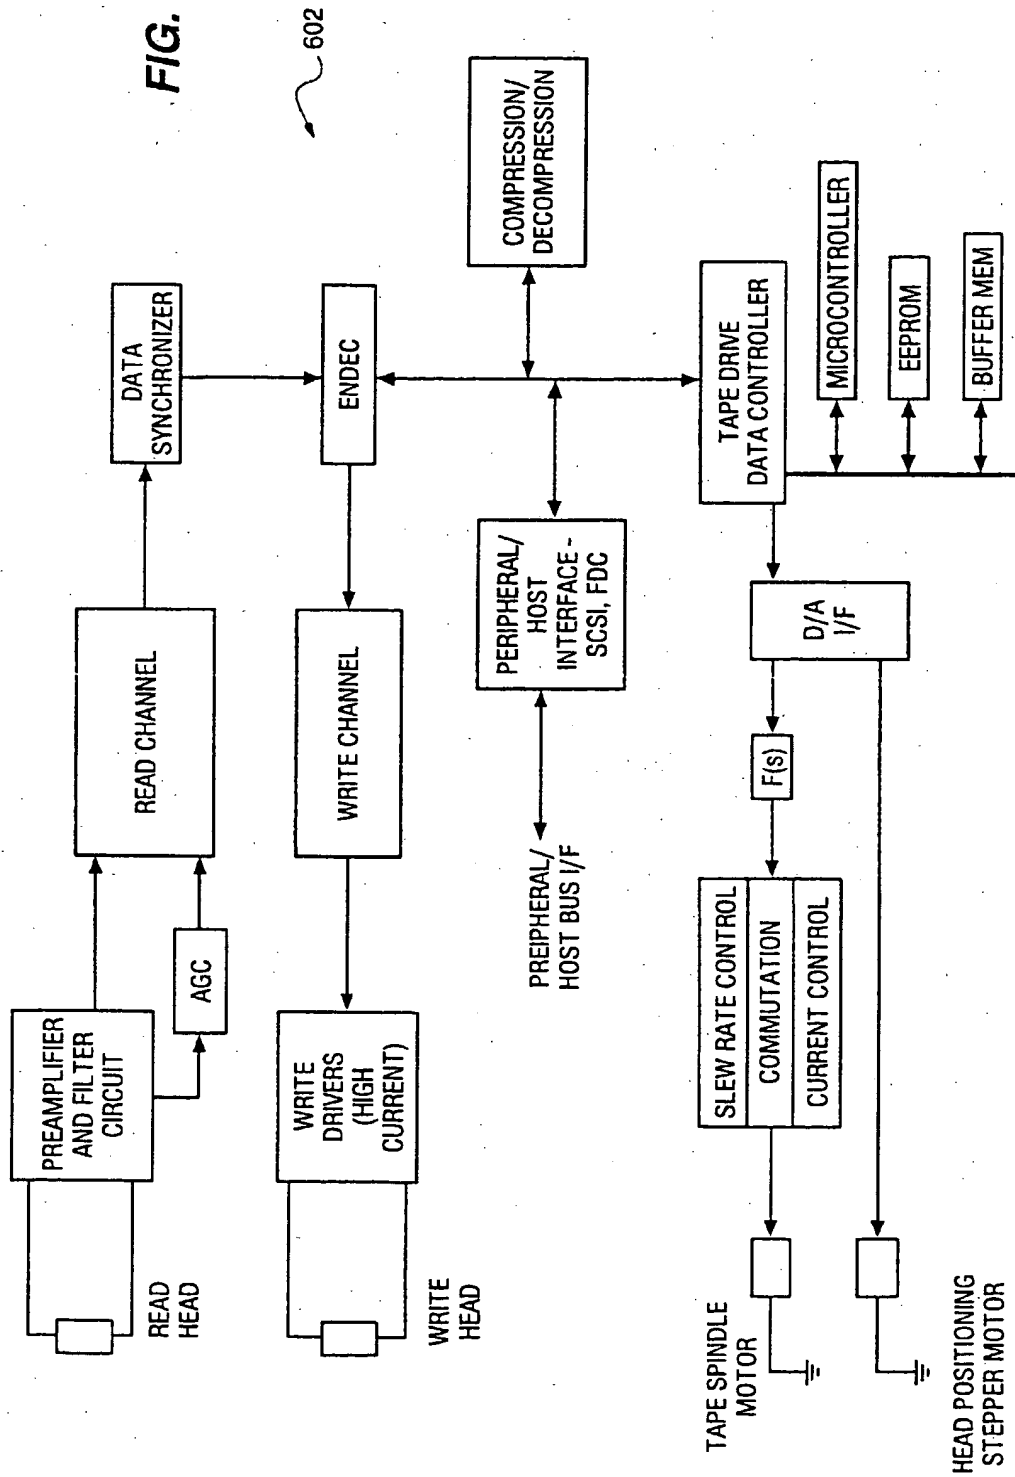 FIG.
602
READ
HEAD
PREAMPLIFIER
AND FILTER
CIRCUIT
AGC
READ CHANNEL
DATA
SYNCHRONIZER
WRITE
HEAD
WRITE
DRIVERS
(HIGH
CURRENT)
WRITE CHANNEL
ENDEC
COMPRESSION/
DECOMPRESSION
PREIPHERAL/
HOST BUS I/F
PERIPHERAL/
HOST
INTERFACE -
SCSI, FDC
TAPE SPINDLE
MOTOR
SLEW RATE CONTROL
COMMUTATION
CURRENT CONTROL
F(s)
D/A
I/F
TAPE DRIVE
DATA CONTROLLER
MICROCONTROLLER
EEPROM
BUFFER MEM
HEAD POSITIONING
STEPPER MOTOR